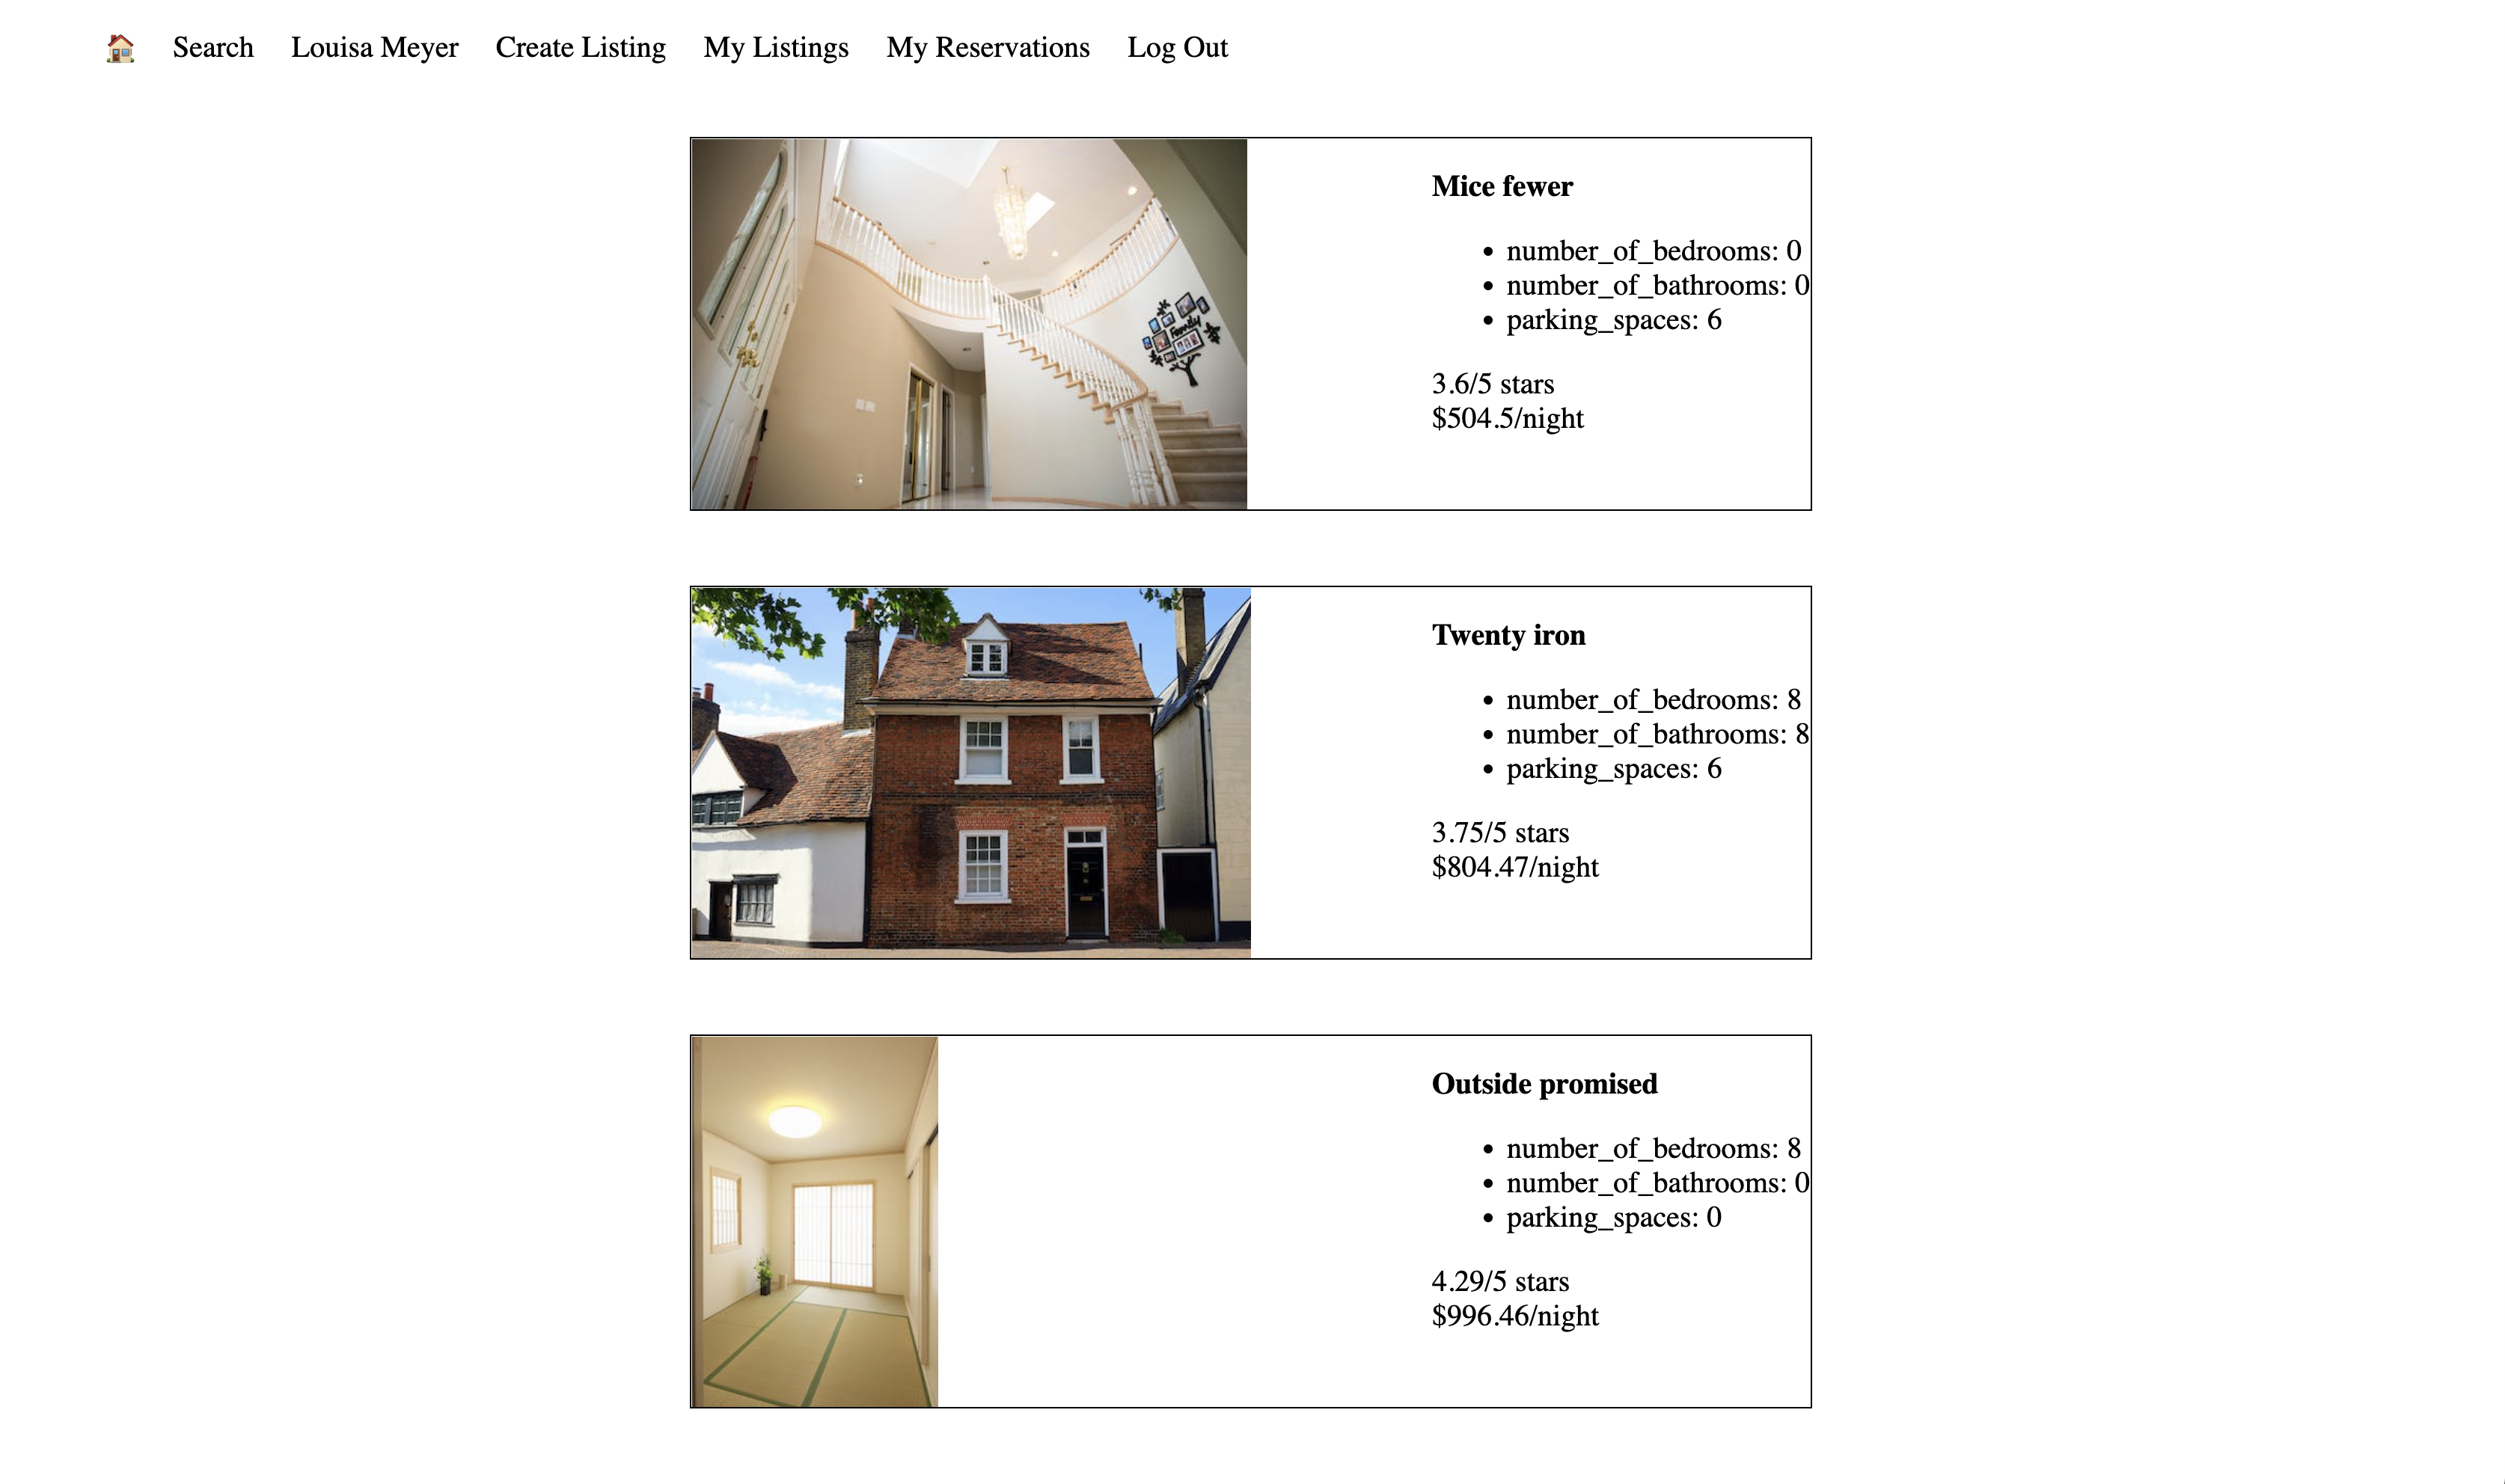 Search Louisa Meyer Create Listing My Listings My Reservations Log Out
Mice fewer
number_of_bedrooms: 0
number_of_bathrooms: 0
parking_spaces: 6
Family
3.6/5 stars
$504.5/night
Twenty iron
number_of_bedrooms: 8
number_of_bathrooms: 8
parking_spaces: 6
3.75/5 stars
$804.47/night
Outside promised
number_of_bedrooms: 8
number_of_bathrooms: 0
parking_spaces: 0
4.29/5 stars
$996.46/night